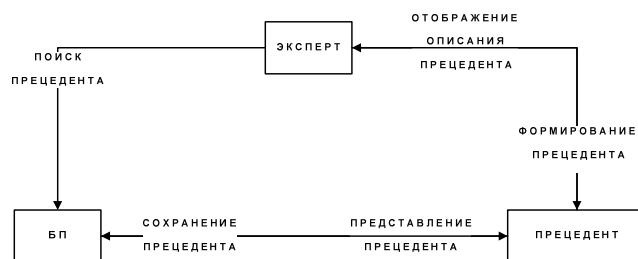 ОТОБРАЖЕНИЕ
ОПИСАНИЯ
ПРЕЦЕДЕНТА
ЭКСПЕРТ
ПОИСК
ПРЕЦЕДЕНТА
ФОРМИРОВАНИЕ
ПРЕЦЕДЕНТА
БП
СОХРАНЕНИЕ
ПРЕЦЕДЕНТА
ПРЕДСТАВЛЕНИЕ
ПРЕЦЕДЕНТА
ПРЕЦЕДЕНТ